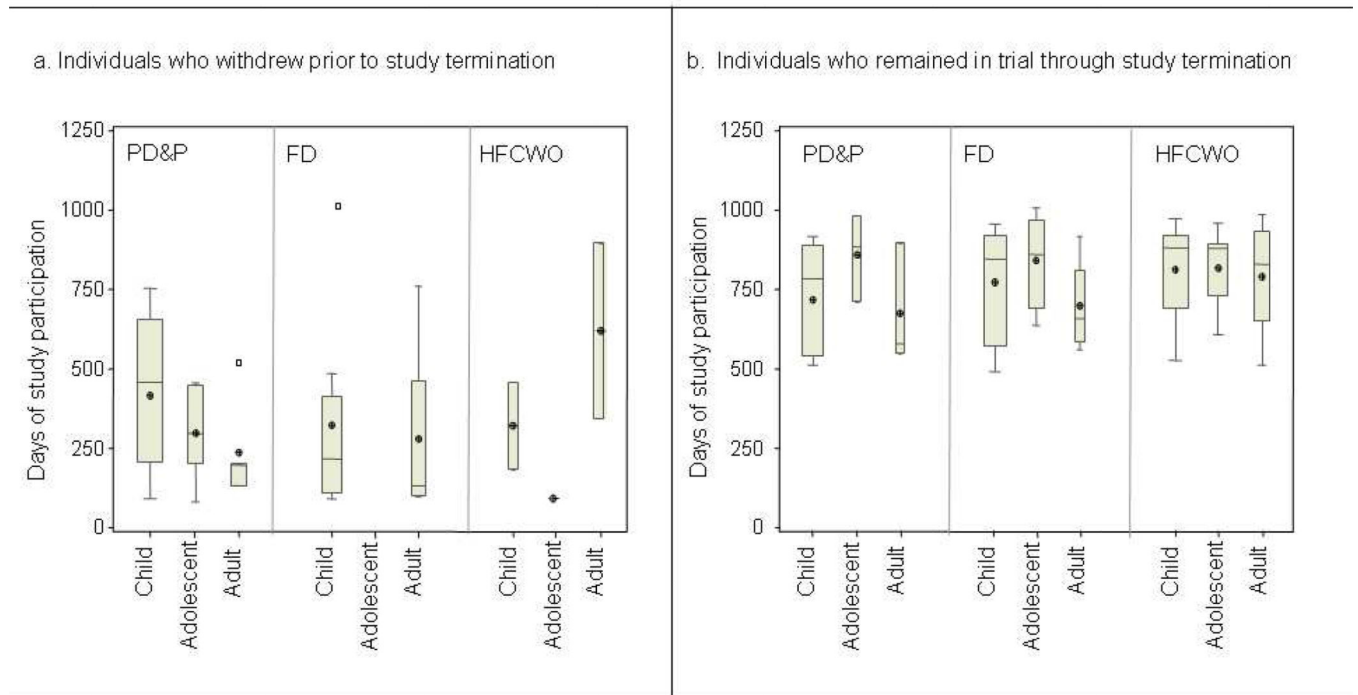 a. Individuals who withdrew prior to study termination
Days of study participation
1250
1000
750
500
250
0
PD&P
FD
HFCWO
Child
Adolescent
Adult
Child
Adolescent
Adult
Child
Adolescent
Adult
b. Individuals who remained in trial through study termination
Days of study participation
1250
1000
750
500
250
0
PD&P
FD
HFCWO
Child
Adolescent
Adult
Child
Adolescent
Adult
Child
Adolescent
Adult